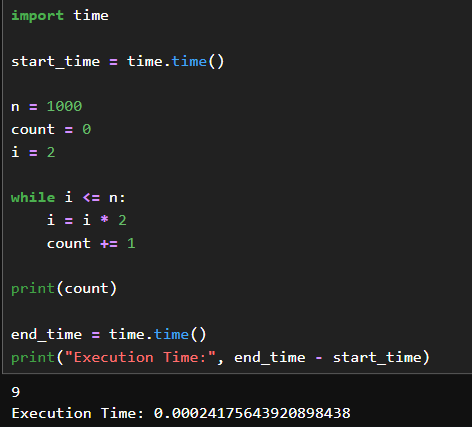 import time
start_time = time.time()
n = 1000
count = 0
i = 2
while i <= n:
    i = i * 2
    count += 1
print(count)
end_time = time.time()
print("Execution Time:", end_time - start_time)
9
Execution Time: 0.00024175643920898438